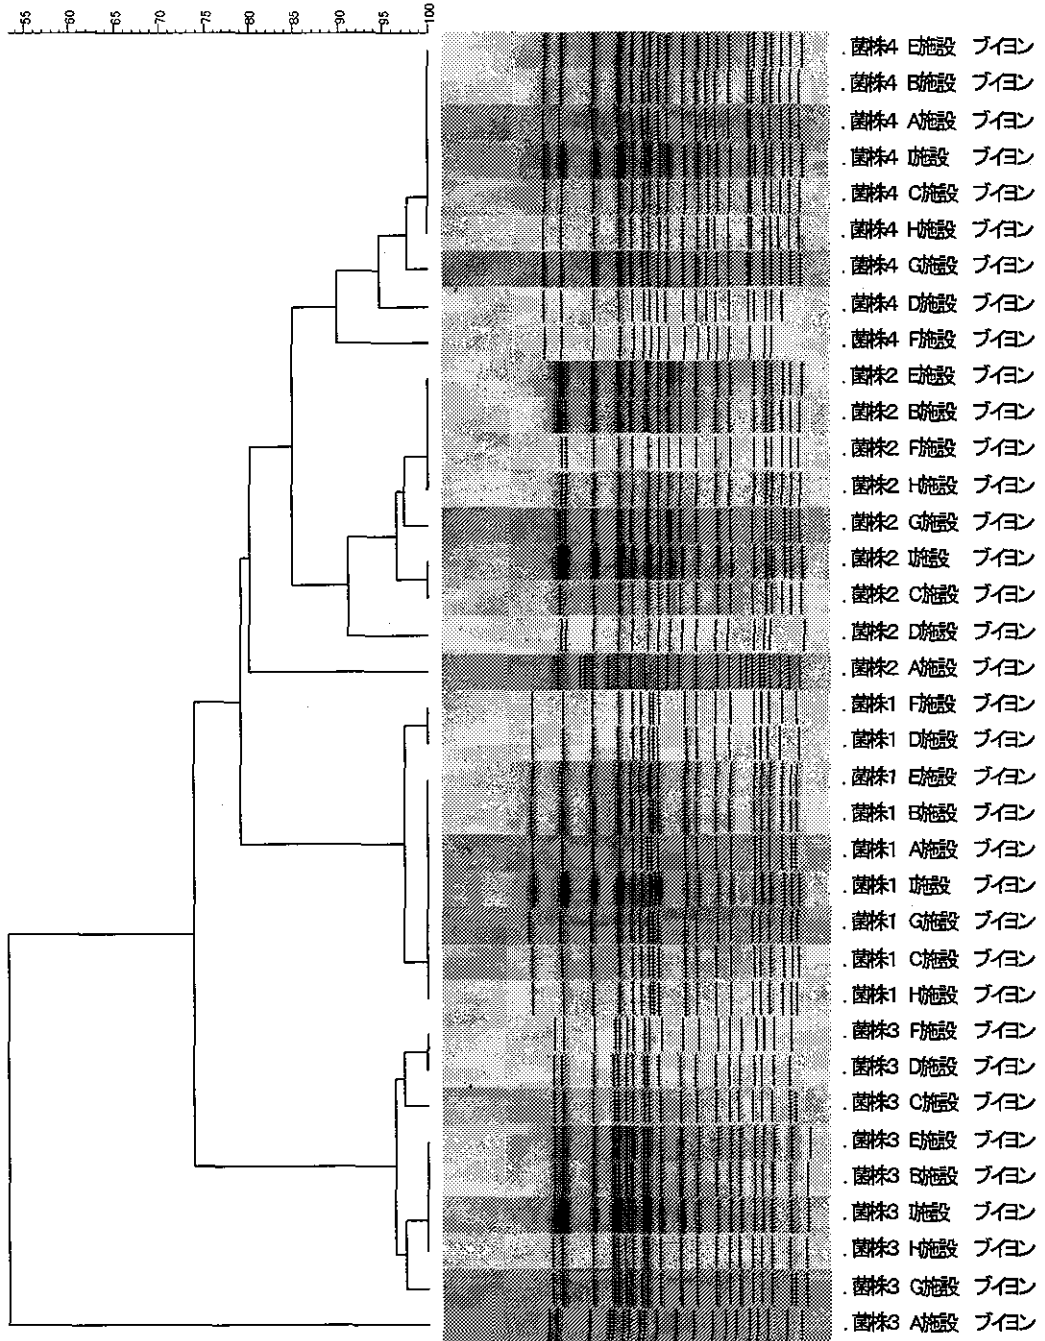 55 60 65 70 75 80 85 90 95 100
.菌株4 E施設 ブイヨン
.菌株4 B施設 ブイヨン
.菌株4 A施設 ブイヨン
.菌株4 I施設 ブイヨン
.菌株4 C施設 ブイヨン
.菌株4 H施設 ブイヨン
.菌株4 G施設 ブイヨン
.菌株4 D施設 ブイヨン
.菌株4 F施設 ブイヨン
.菌株2 E施設 ブイヨン
.菌株2 B施設 ブイヨン
.菌株2 F施設 ブイヨン
.菌株2 H施設 ブイヨン
.菌株2 G施設 ブイヨン
.菌株2 I施設 ブイヨン
.菌株2 C施設 ブイヨン
.菌株2 D施設 ブイヨン
.菌株2 A施設 ブイヨン
.菌株1 F施設 ブイヨン
.菌株1 D施設 ブイヨン
.菌株1 E施設 ブイヨン
.菌株1 B施設 ブイヨン
.菌株1 A施設 ブイヨン
.菌株1 I施設 ブイヨン
.菌株1 G施設 ブイヨン
.菌株1 C施設 ブイヨン
.菌株1 H施設 ブイヨン
.菌株3 F施設 ブイヨン
.菌株3 D施設 ブイヨン
.菌株3 C施設 ブイヨン
.菌株3 E施設 ブイヨン
.菌株3 B施設 ブイヨン
.菌株3 I施設 ブイヨン
.菌株3 H施設 ブイヨン
.菌株3 G施設 ブイヨン
.菌株3 A施設 ブイヨン